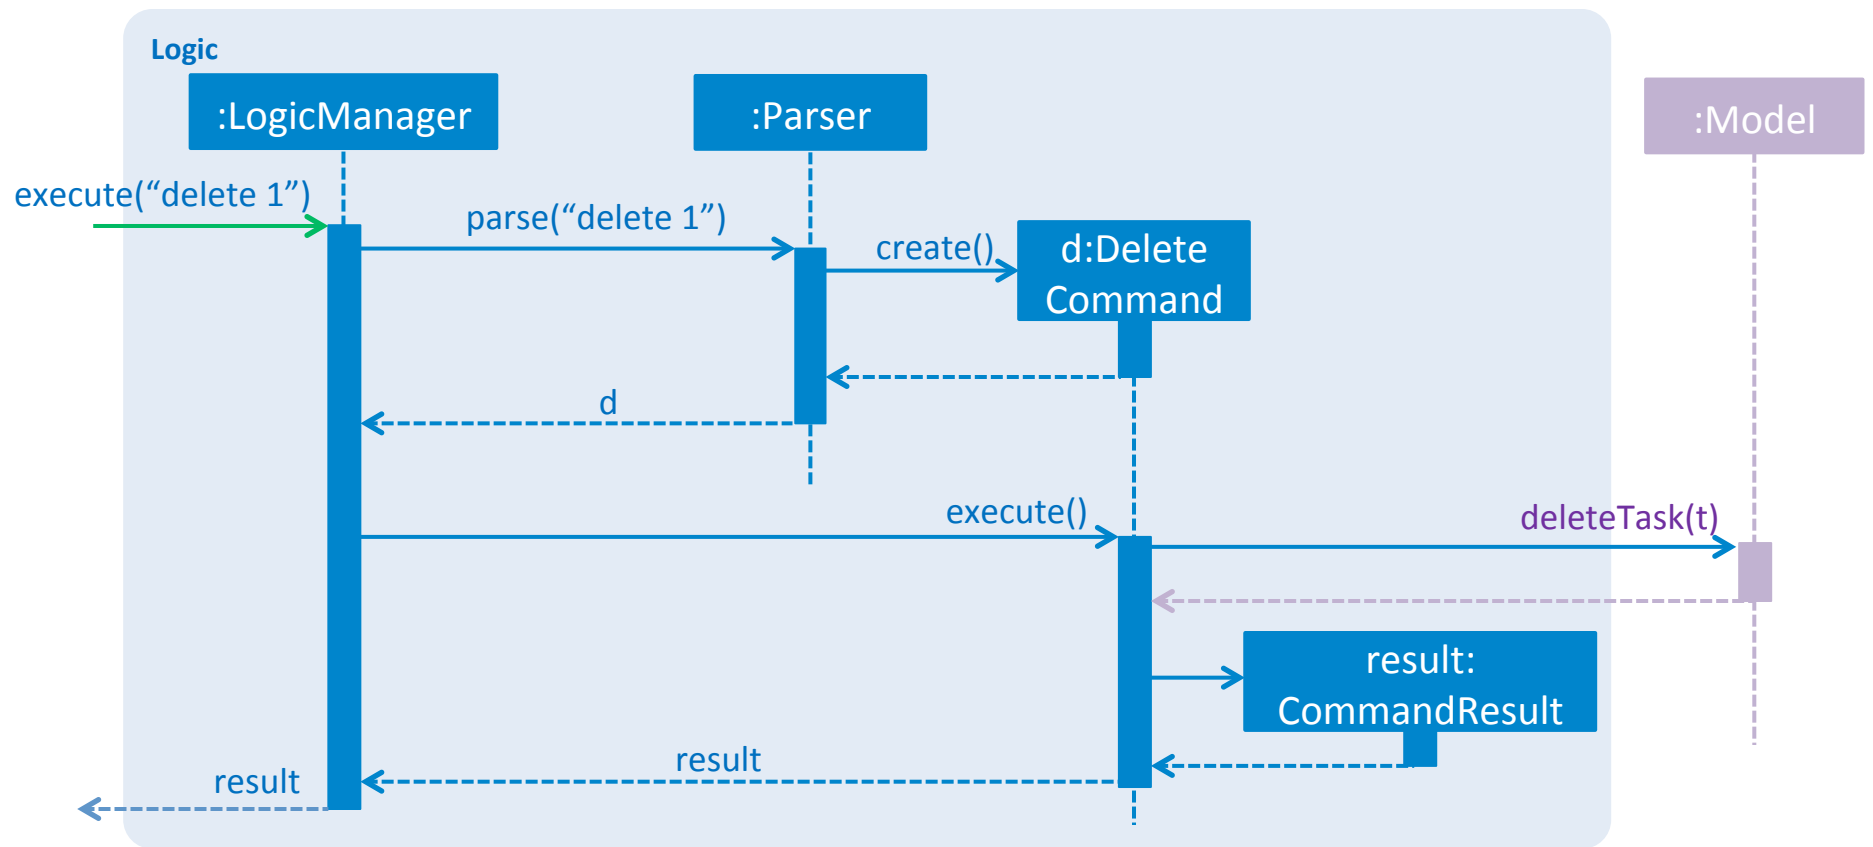 Logic
:LogicManager
:Parser
:Model
execute(“delete 1”)
parse(“delete 1”)
create()
d:Delete
Command
d
execute()
deleteTask(t)
result:
CommandResult
result
result